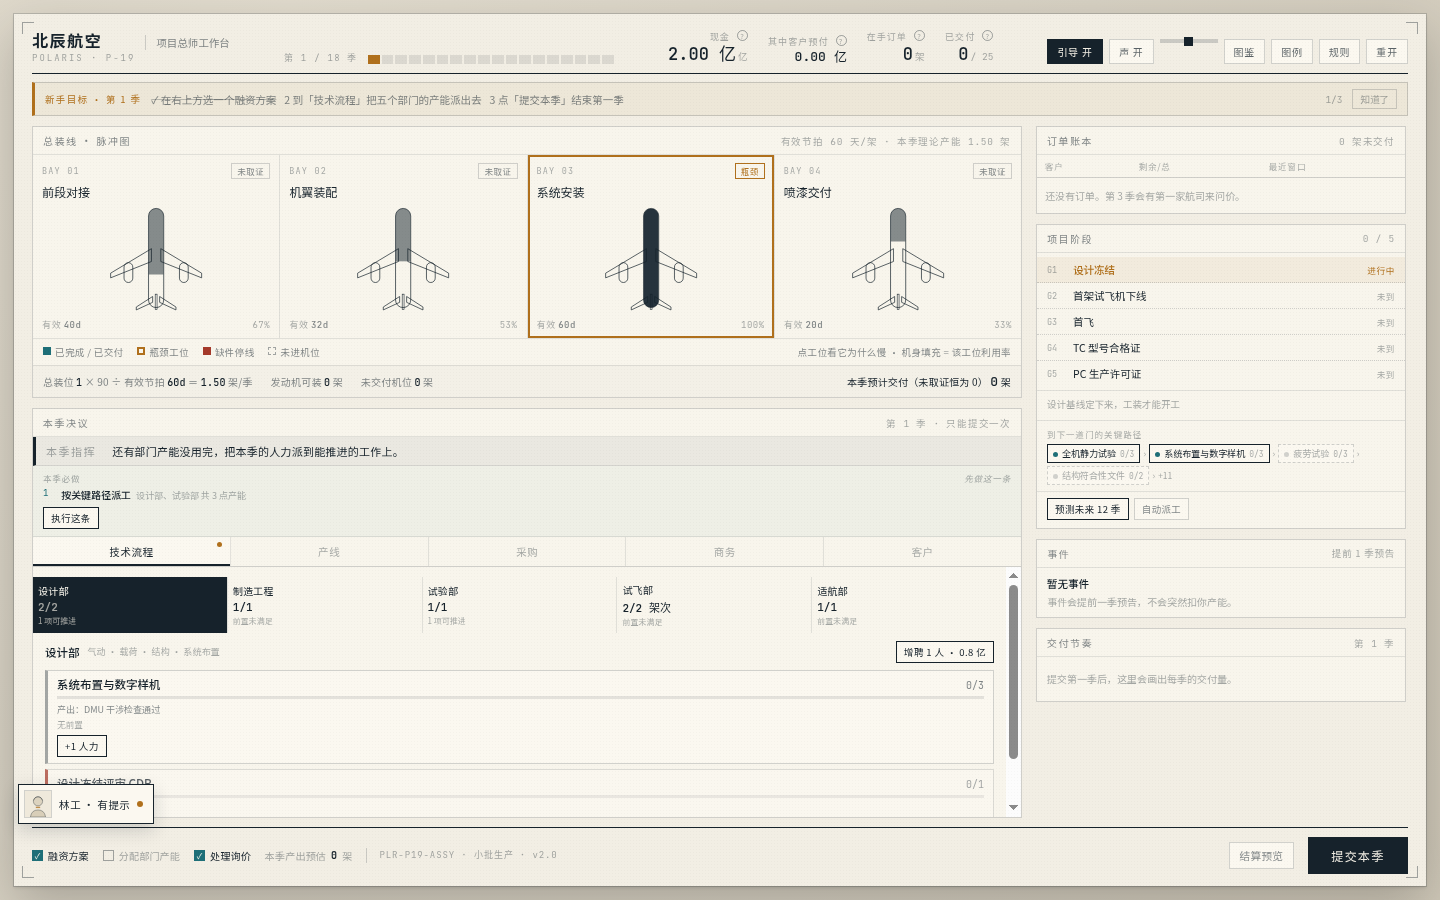 北辰航空
POLARIS · P-19
项目总师工作台
第 1 / 18 季
现金 ?
2.00 亿亿
其中客户预付 ?
0.00 亿
在手订单 ?
0架
已交付 ?
0/ 25
引导 开
声 开
图鉴
图例
规则
重开
新手目标 · 第 1 季
✓在右上方选一个融资方案
2 到「技术流程」把五个部门的产能派出去
3 点「提交本季」结束第一季
1/3
知道了
总装线 · 脉冲图
有效节拍 60 天/架 · 本季理论产能 1.50 架
BAY 01
未取证
前段对接
有效 40d
67%
BAY 02
未取证
机翼装配
有效 32d
53%
BAY 03
瓶颈
系统安装
有效 60d
100%
BAY 04
未取证
喷漆交付
有效 20d
33%
已完成 / 已交付
瓶颈工位
缺件停线
未进机位
点工位看它为什么慢 · 机身填充 = 该工位利用率
总装位 1 × 90 ÷ 有效节拍 60d = 1.50 架/季
发动机可装 0 架
未交付机位 0 架
本季预计交付（未取证恒为 0） 0 架
本季决议
第 1 季 · 只能提交一次
本季指挥
还有部门产能没用完，把本季的人力派到能推进的工作上。
本季必做
先做这一条
1
按关键路径派工
设计部、试验部 共 3 点产能
执行这条
技术流程
产线
采购
商务
客户
设计部
2/2
1 项可推进
制造工程
1/1
前置未满足
试验部
1/1
1 项可推进
试飞部
2/2 架次
前置未满足
适航部
1/1
前置未满足
设计部
气动 · 载荷 · 结构 · 系统布置
增聘 1 人 · 0.8 亿
系统布置与数字样机
0/3
产出：DMU 干涉检查通过
无前置
+1 人力
设计冻结评审 CDR
0/1
林工 · 有提示
订单账本
0 架未交付
客户
剩余/总
最近窗口
还没有订单。第 3 季会有第一家航司来问价。
项目阶段
0 / 5
G1
设计冻结
进行中
G2
首架试飞机下线
未到
G3
首飞
未到
G4
TC 型号合格证
未到
G5
PC 生产许可证
未到
设计基线定下来，工装才能开工
到下一道门的关键路径
全机静力试验 0/3
›
系统布置与数字样机 0/3
›
疲劳试验 0/3
›
结构符合性文件 0/2
› +11
预测未来 12 季
自动派工
事件
提前 1 季预告
暂无事件
事件会提前一季预告，不会突然扣你产能。
交付节奏
第 1 季
提交第一季后，这里会画出每季的交付量。
✓ 融资方案
分配部门产能
✓ 处理询价
本季产出预估 0 架
PLR-P19-ASSY · 小批生产 · v2.0
结算预览
提交本季